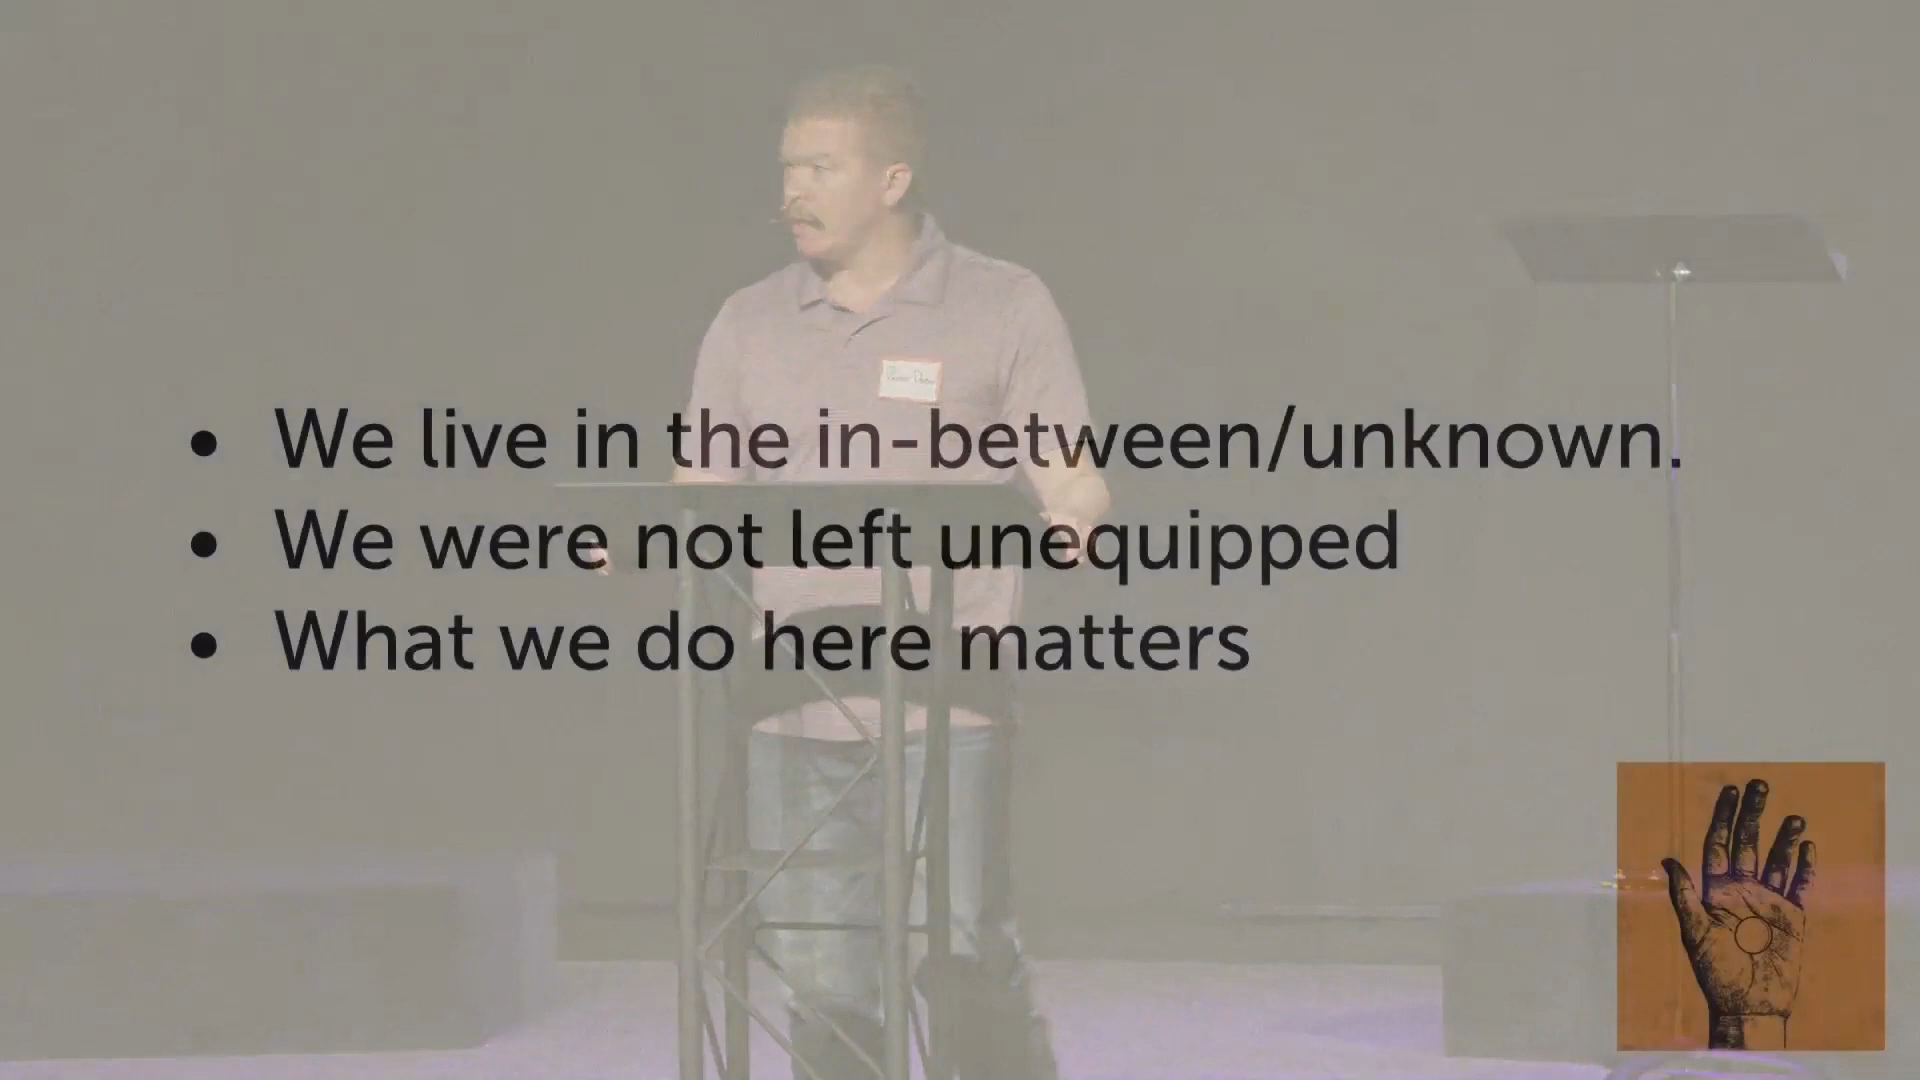 • We live in the in-between/unknown.
• We were not left unequipped
• What we do here matters